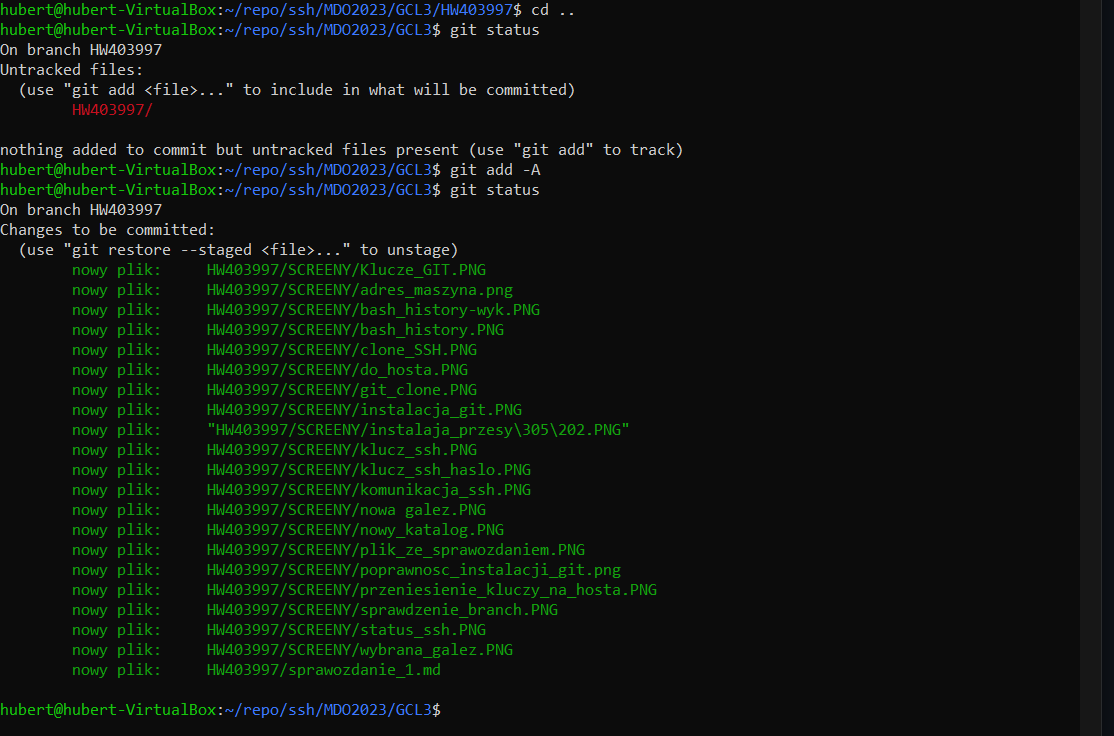 hubert@hubert-VirtualBox:~/repo/ssh/MDO2023/GCL3/HW403997$ cd ..
hubert@hubert-VirtualBox:~/repo/ssh/MDO2023/GCL3$ git status
On branch HW403997
Untracked files:
  (use "git add <file>..." to include in what will be committed)
        HW403997/

nothing added to commit but untracked files present (use "git add" to track)
hubert@hubert-VirtualBox:~/repo/ssh/MDO2023/GCL3$ git add -A
hubert@hubert-VirtualBox:~/repo/ssh/MDO2023/GCL3$ git status
On branch HW403997
Changes to be committed:
  (use "git restore --staged <file>..." to unstage)
        nowy plik:     HW403997/SCREENY/Klucze_GIT.PNG
        nowy plik:     HW403997/SCREENY/adres_maszyna.png
        nowy plik:     HW403997/SCREENY/bash_history-wyk.PNG
        nowy plik:     HW403997/SCREENY/bash_history.PNG
        nowy plik:     HW403997/SCREENY/clone_SSH.PNG
        nowy plik:     HW403997/SCREENY/do_hosta.PNG
        nowy plik:     HW403997/SCREENY/git_clone.PNG
        nowy plik:     HW403997/SCREENY/instalacja_git.PNG
        nowy plik:     "HW403997/SCREENY/instalaja_przesy\305\202.PNG"
        nowy plik:     HW403997/SCREENY/klucz_ssh.PNG
        nowy plik:     HW403997/SCREENY/klucz_ssh_haslo.PNG
        nowy plik:     HW403997/SCREENY/komunikacja_ssh.PNG
        nowy plik:     HW403997/SCREENY/nowa galez.PNG
        nowy plik:     HW403997/SCREENY/nowy_katalog.PNG
        nowy plik:     HW403997/SCREENY/plik_ze_sprawozdaniem.PNG
        nowy plik:     HW403997/SCREENY/poprawnosc_instalacji_git.png
        nowy plik:     HW403997/SCREENY/przeniesienie_kluczy_na_hosta.PNG
        nowy plik:     HW403997/SCREENY/sprawdzenie_branch.PNG
        nowy plik:     HW403997/SCREENY/status_ssh.PNG
        nowy plik:     HW403997/SCREENY/wybrana_galez.PNG
        nowy plik:     HW403997/sprawozdanie_1.md

hubert@hubert-VirtualBox:~/repo/ssh/MDO2023/GCL3$